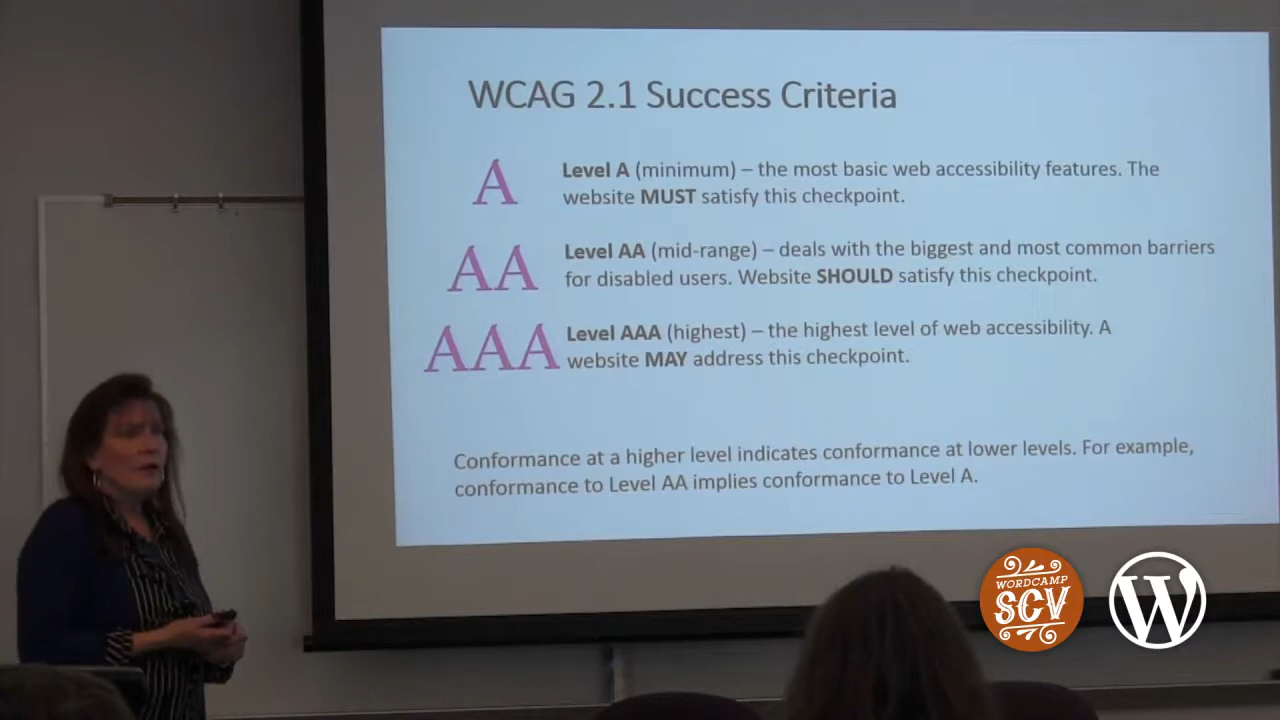 WCAG 2.1 Success Criteria
A
Level A (minimum) – the most basic web accessibility features. The
website MUST satisfy this checkpoint.
AA
Level AA (mid-range) – deals with the biggest and most common barriers
for disabled users. Website SHOULD satisfy this checkpoint.
AAA
Level AAA (highest) – the highest level of web accessibility. A
website MAY address this checkpoint.
Conformance at a higher level indicates conformance at lower levels. For example,
conformance to Level AA implies conformance to Level A.
WORDCAMP
SCV
W